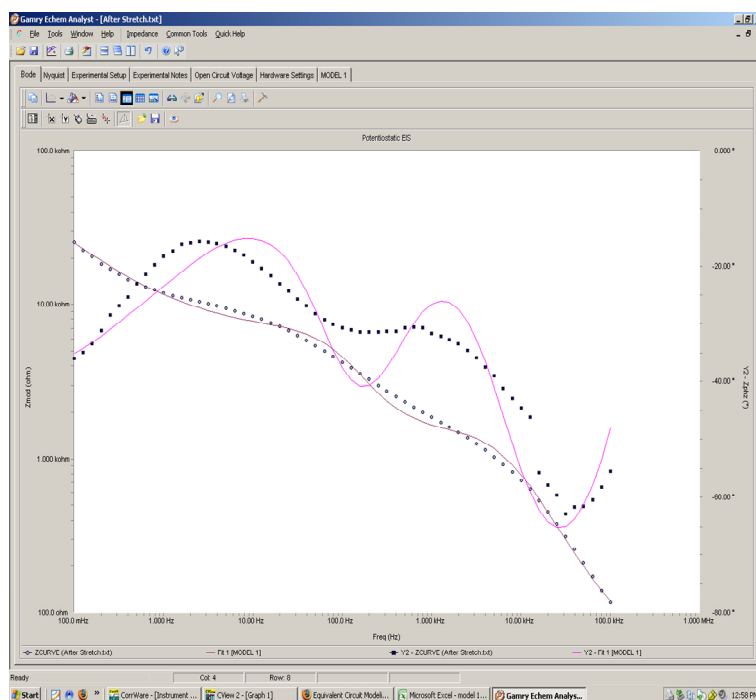 Gamry Echem Analyst - [After Stretch.txt]
File Tools Window Help Impedance Common Tools Quick Help
Bode Nyquist Experimental Setup Experimental Notes Open Circuit Voltage Hardware Settings MODEL 1
Potentiostatic EIS
100.0 kohm
10.00 kohm
1.000 kohm
100.0 ohm
Zmod (ohm)
0.000 °
-20.00 °
-40.00 °
-60.00 °
-80.00 °
Y2 - Zphz (°)
100.0 mHz 1.000 Hz 10.00 Hz 100.0 Hz 1.000 kHz 10.00 kHz 100.0 kHz 1.000 MHz
Freq (Hz)
ZCURVE (After Stretch.txt) Fit 1 [MODEL 1] Y2 - ZCURVE (After Stretch.txt) Y2 - Fit 1 [MODEL 1]
Ready Col: 4 Row: 8
Start » CorrWare - [Instrument ... CView 2 - [Graph 1] Equivalent Circuit Modeli... Microsoft Excel - model 1... Gamry Echem Analys... 12:58 PM